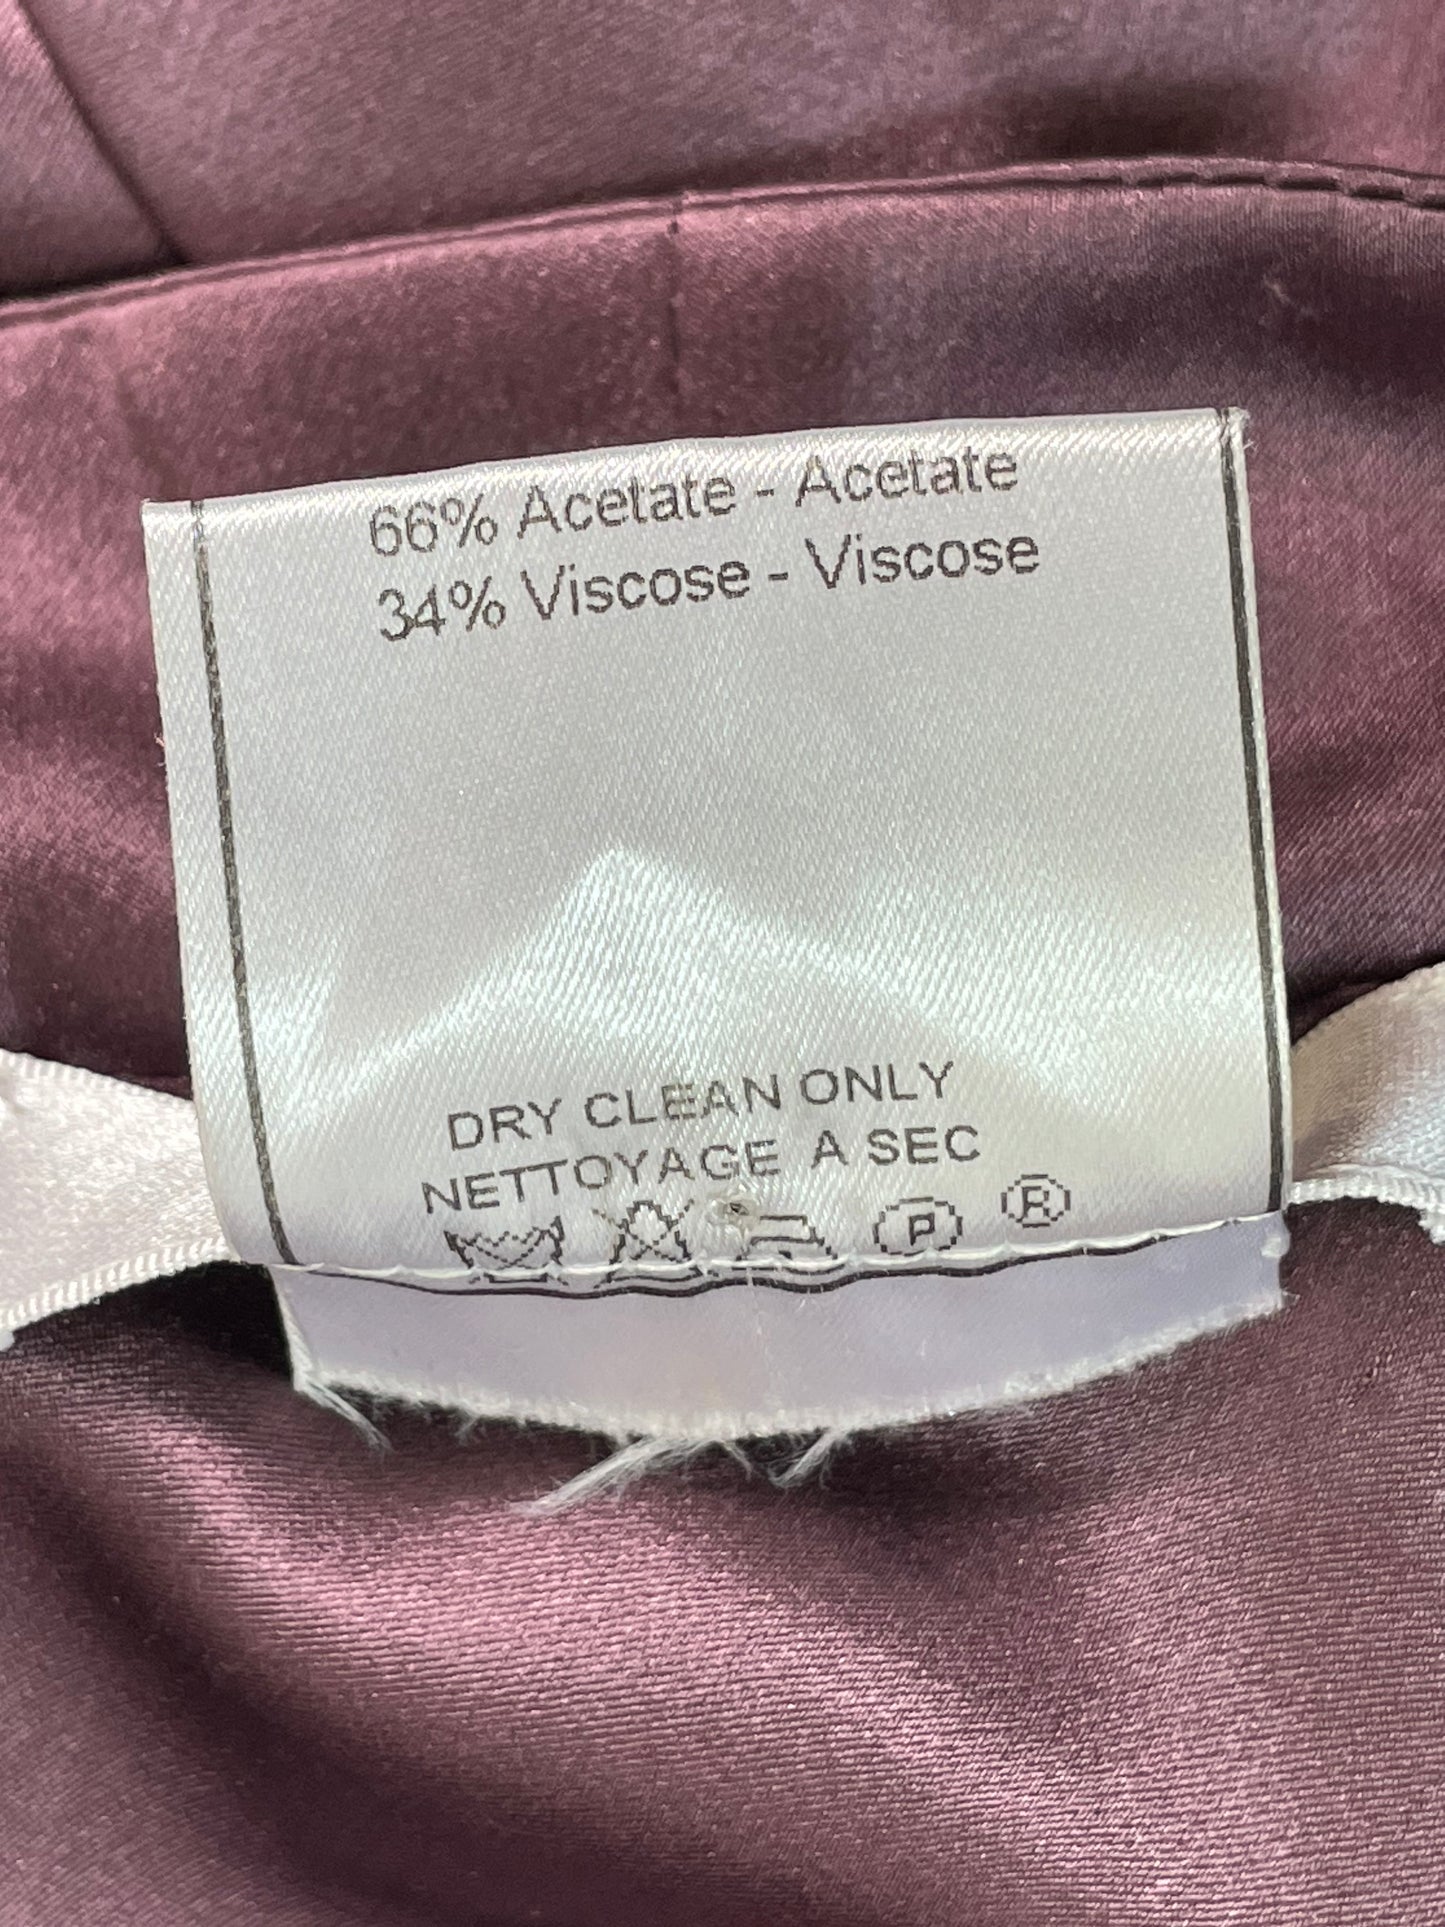 66% Acetate - Acetate
34% Viscose - Viscose
DRY CLEAN ONLY
NETTOYAGE A SEC
P R